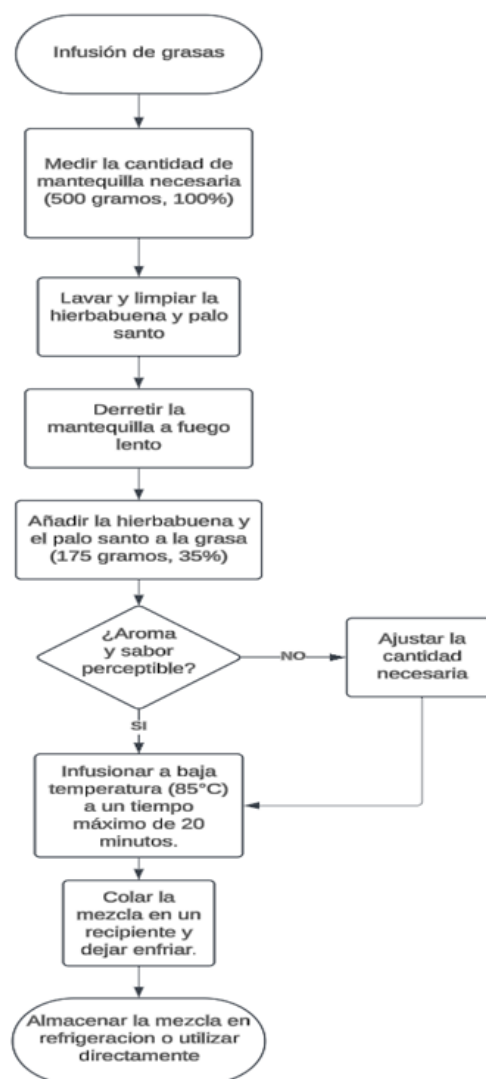 Infusión de grasas
Medir la cantidad de
mantequilla necesaria
(500 gramos, 100%)
Lavar y limpiar la
hierbabuena y palo
santo
Derretir la
mantequilla a fuego
lento
Añadir la hierbabuena y
el palo santo a la grasa
(175 gramos, 35%)
¿Aroma
y sabor
perceptible?
NO
Ajustar la
cantidad
necesaria
SI
Infusionar a baja
temperatura (85°C)
a un tiempo
máximo de 20
minutos.
Colar la
mezcla en un
recipiente y
dejar enfriar.
Almacenar la mezcla en
refrigeracion o utilizar
directamente